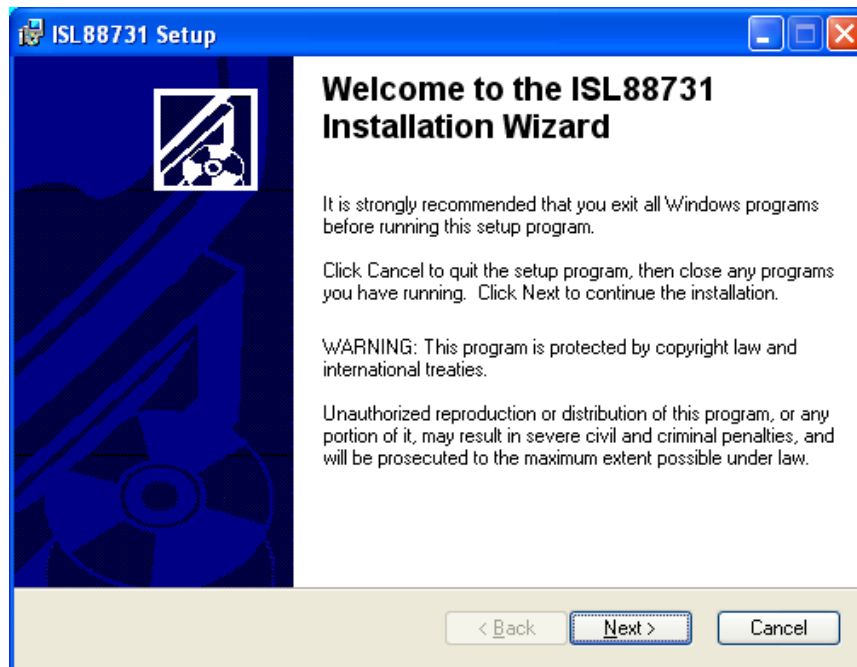 ISL88731 Setup
Welcome to the ISL88731
Installation Wizard
It is strongly recommended that you exit all Windows programs
before running this setup program.
Click Cancel to quit the setup program, then close any programs
you have running.  Click Next to continue the installation.
WARNING: This program is protected by copyright law and
international treaties.
Unauthorized reproduction or distribution of this program, or any
portion of it, may result in severe civil and criminal penalties, and
will be prosecuted to the maximum extent possible under law.
< Back Next > Cancel